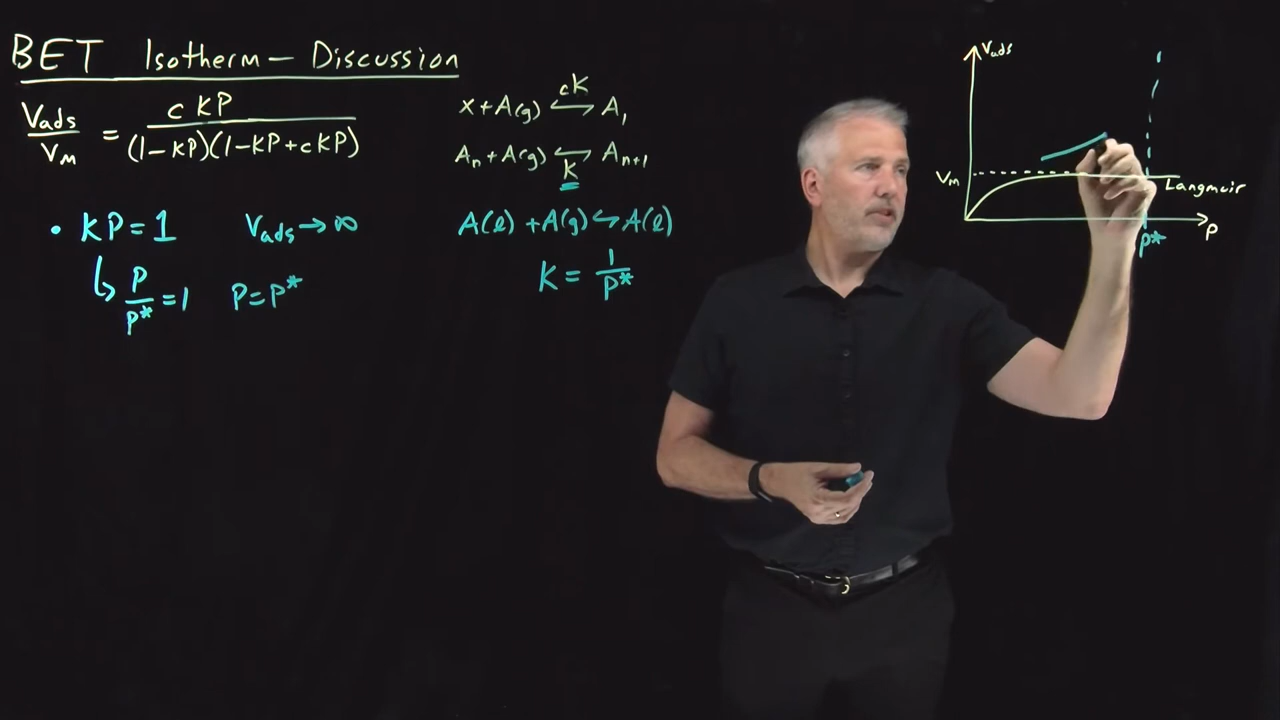 BET Isotherm – Discussion
Vads/VM = cKP/((1-KP)(1-KP+cKP))
x + A(g) ⇌ A1
cK
An + A(g) ⇌ An+1
K
• KP = 1 Vads → ∞
↳ P/P* = 1 P = P*
A(l) + A(g) ⇌ A(l)
K = 1/P*
Vads
VM
Langmuir
P
P*